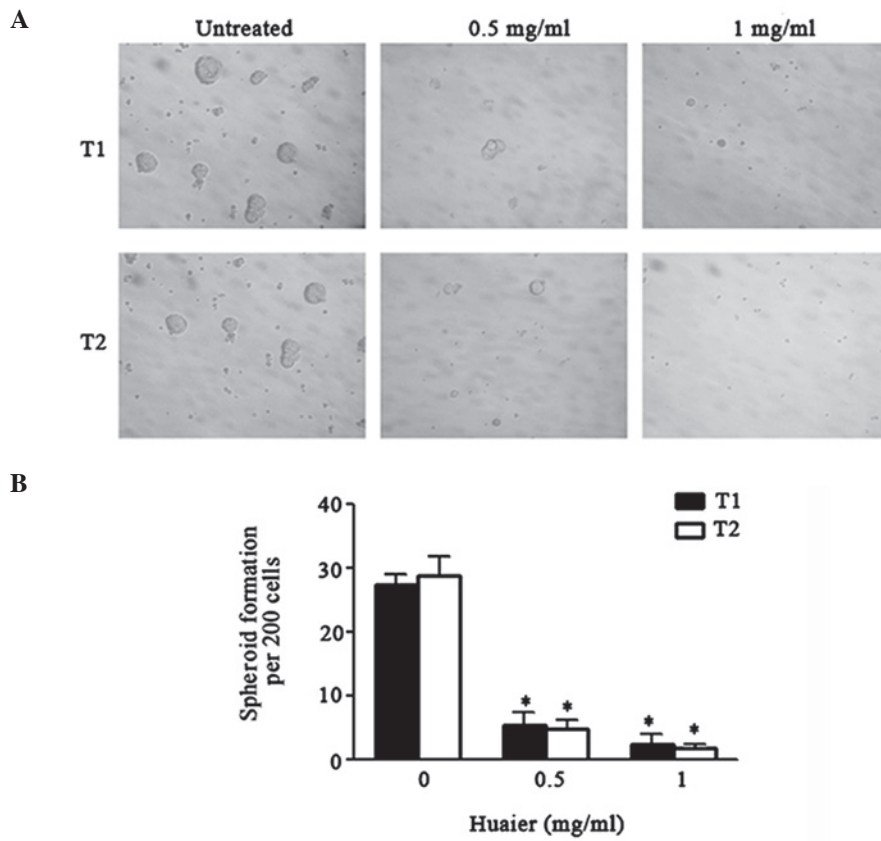 A
Untreated 0.5 mg/ml 1 mg/ml
T1
T2
B
Spheroid formation
per 200 cells
40
30
20
10
0
T1
T2
* * * *
0 0.5 1
Huaier (mg/ml)